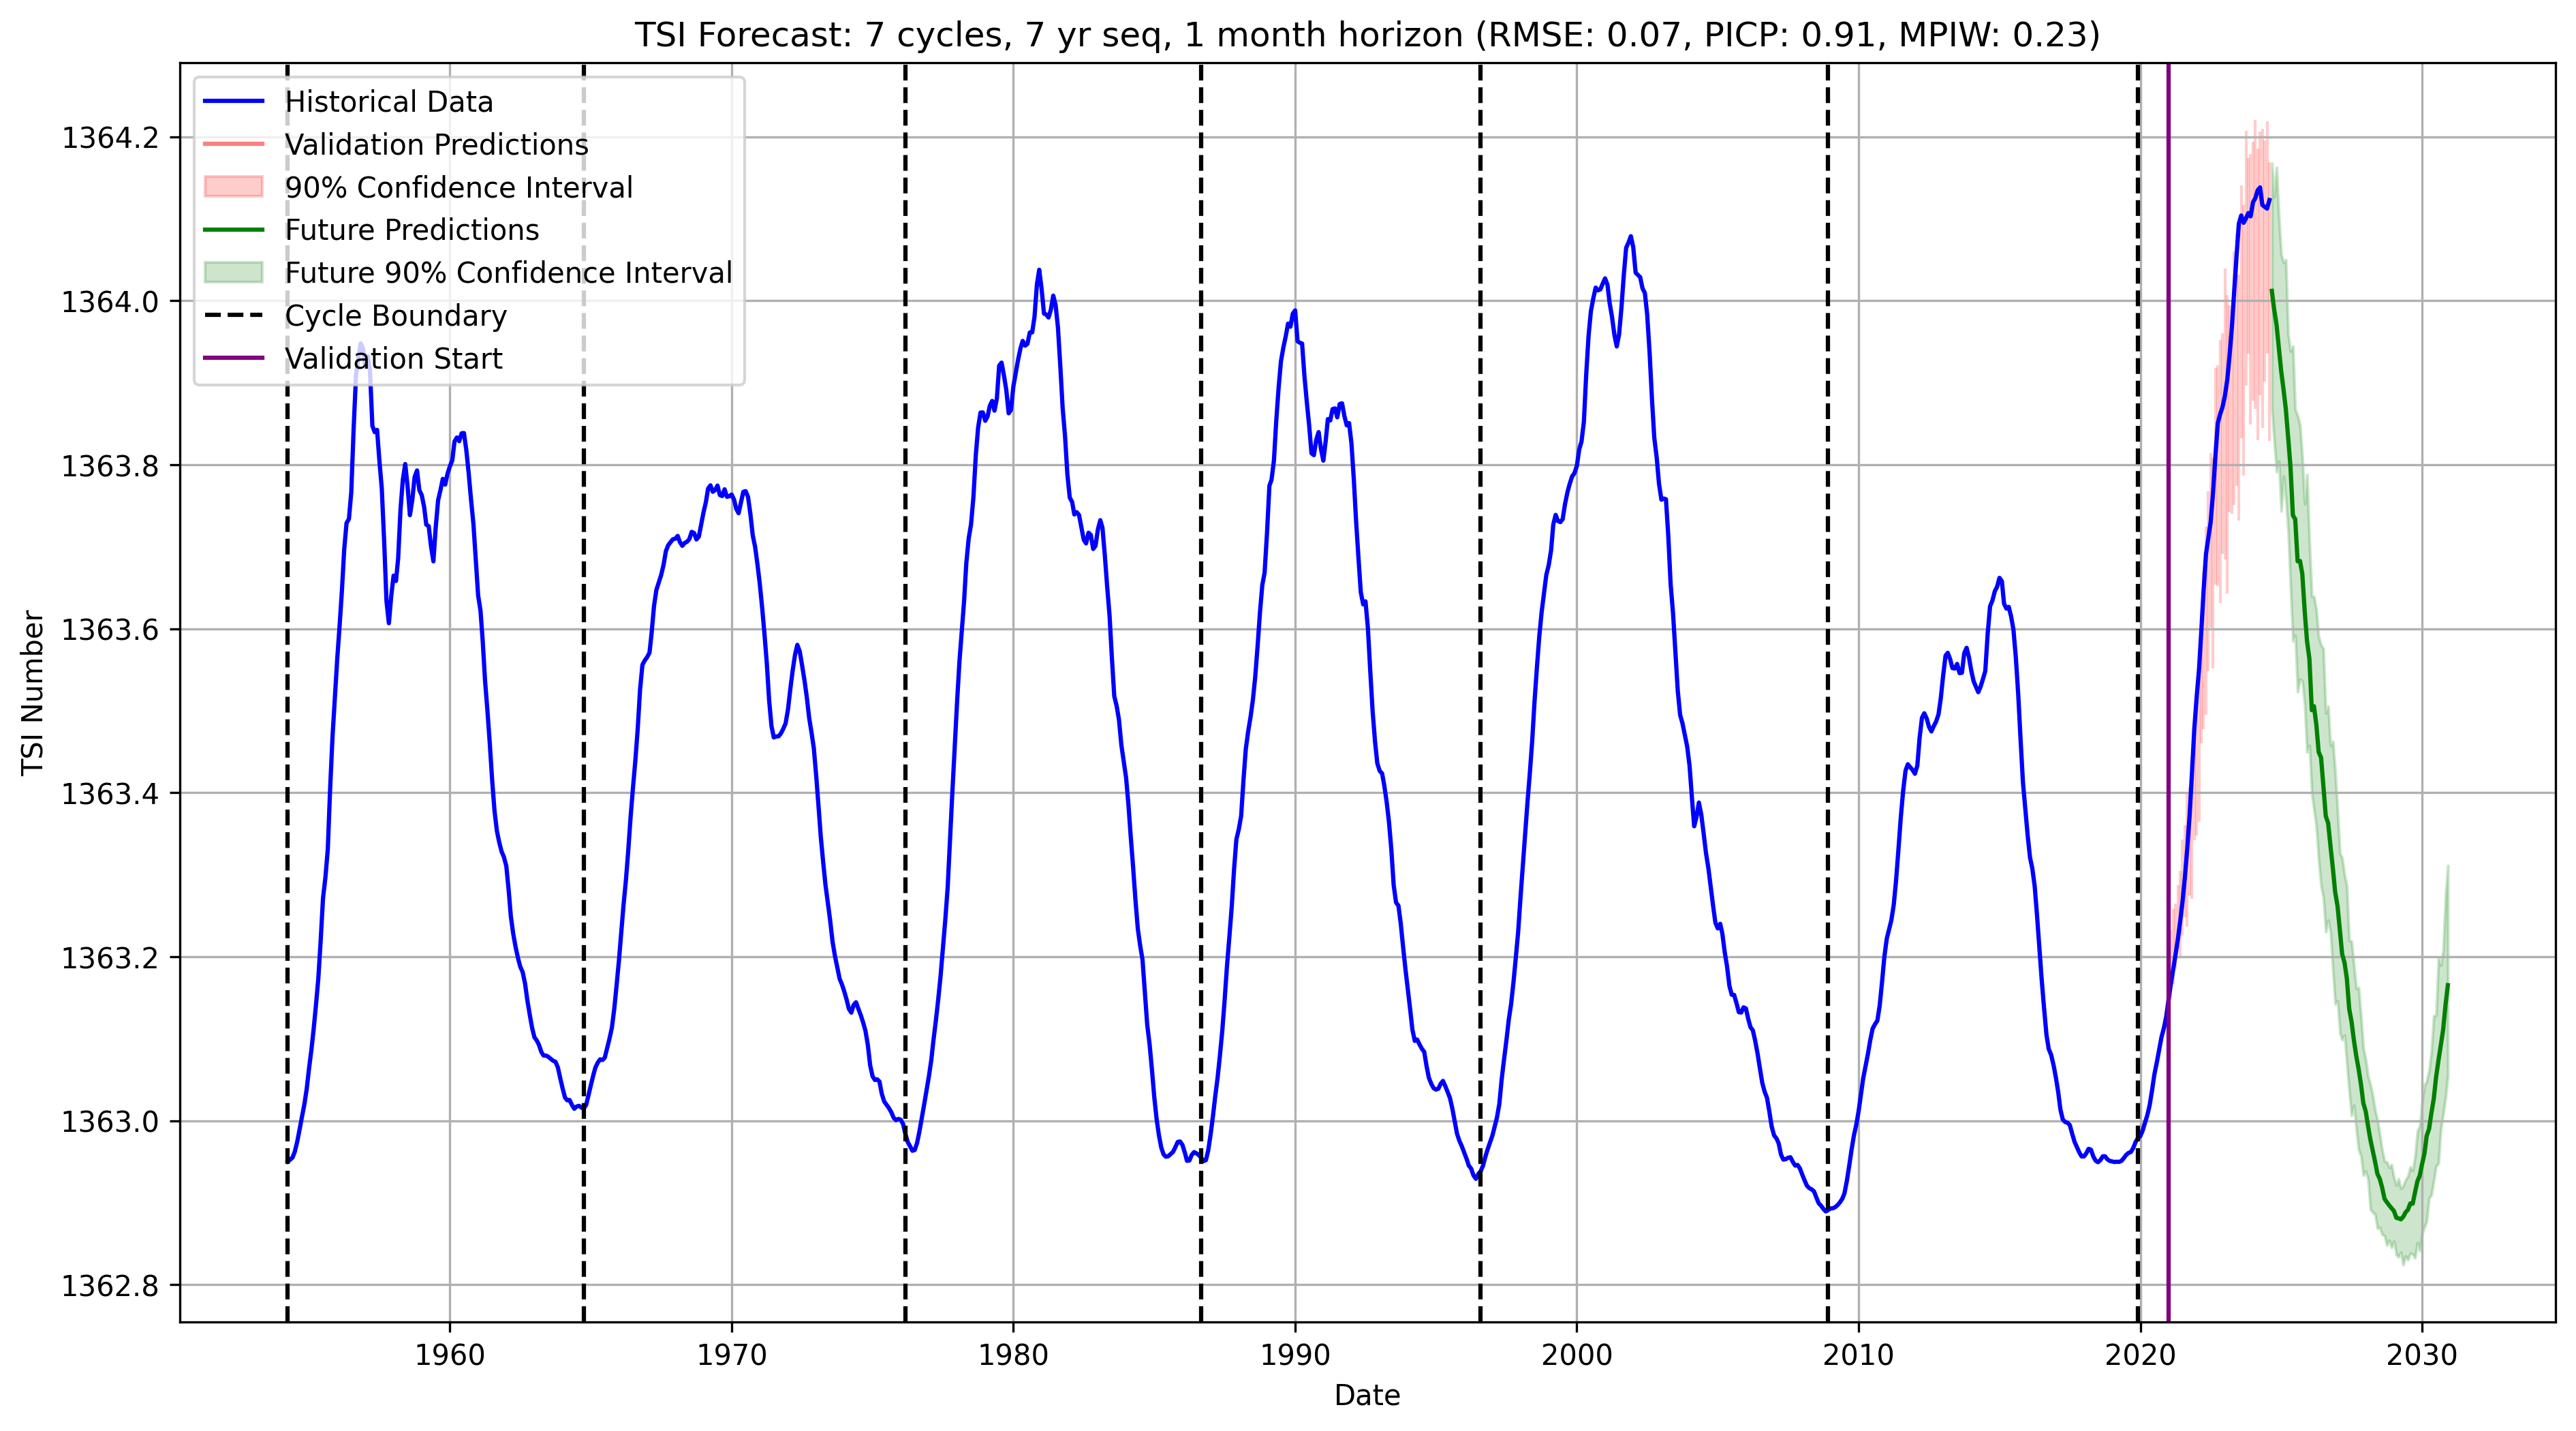 TSI Forecast: 7 cycles, 7 yr seq, 1 month horizon (RMSE: 0.07, PICP: 0.91, MPIW: 0.23)
Historical Data
Validation Predictions
90% Confidence Interval
Future Predictions
Future 90% Confidence Interval
Cycle Boundary
Validation Start
TSI Number
1364.2
1364.0
1363.8
1363.6
1363.4
1363.2
1363.0
1362.8
1960 1970 1980 1990 2000 2010 2020 2030
Date